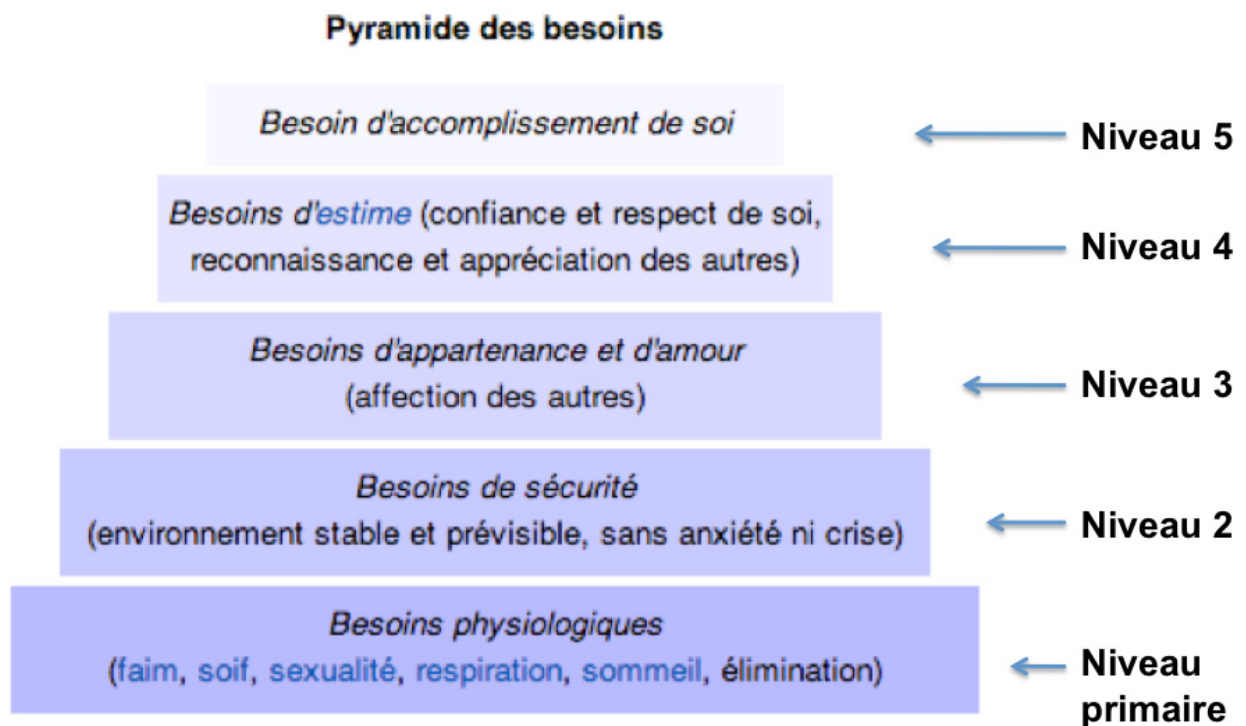 Pyramide des besoins
Besoin d'accomplissement de soi
Niveau 5
Besoins d'estime (confiance et respect de soi,
reconnaissance et appréciation des autres)
Niveau 4
Besoins d'appartenance et d'amour
(affection des autres)
Niveau 3
Besoins de sécurité
(environnement stable et prévisible, sans anxiété ni crise)
Niveau 2
Besoins physiologiques
(faim, soif, sexualité, respiration, sommeil, élimination)
Niveau
primaire